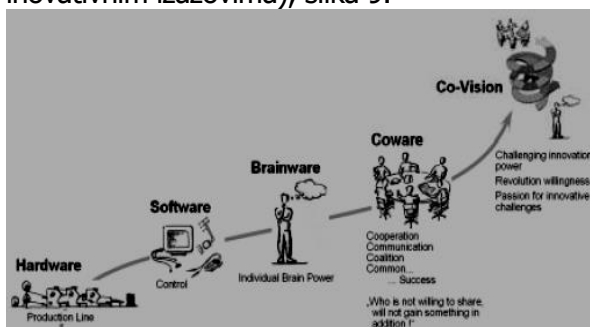 inovativnim izazovima), slika 9.
Co-Vision
Challenging innovation
power
Revolution willingness
Passion for innovative
challenges
Coware
Cooperation
Communication
Coalition
Common...
... Success
„Who is not willing to share,
will not gain something in
addition !"
Brainware
Individual Brain Power
Software
Control
Hardware
Production Line